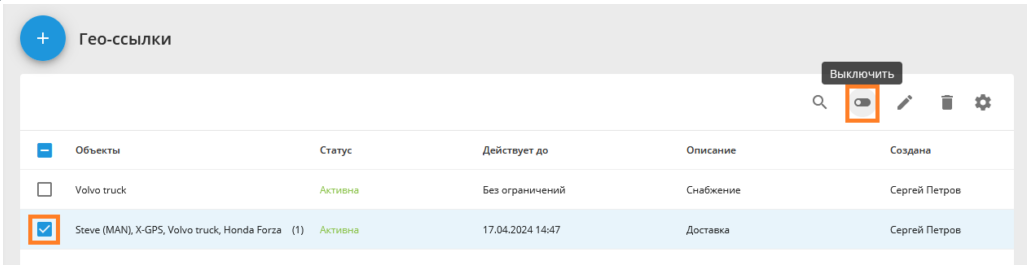 + Гео-ссылки
Выключить
Объекты Статус Действует до Описание Создана
Volvo truck Активна Без ограничений Снабжение Сергей Петров
Steve (MAN), X-GPS, Volvo truck, Honda Forza (1) Активна 17.04.2024 14:47 Доставка Сергей Петров